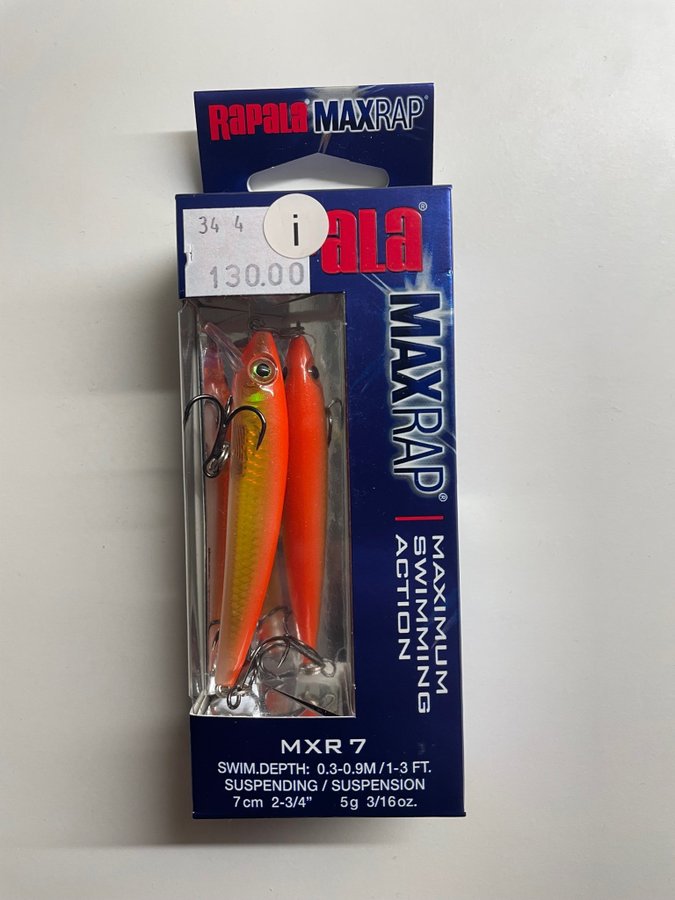 RAPALA® MAXRAP®
34 4
i
130.00
ALA®
MAXRAP®
MAXIMUM
SWIMMING
ACTION
MXR 7
SWIM.DEPTH: 0.3-0.9M/1-3 FT.
SUSPENDING / SUSPENSION
7cm 2-3/4" 5g 3/16oz.